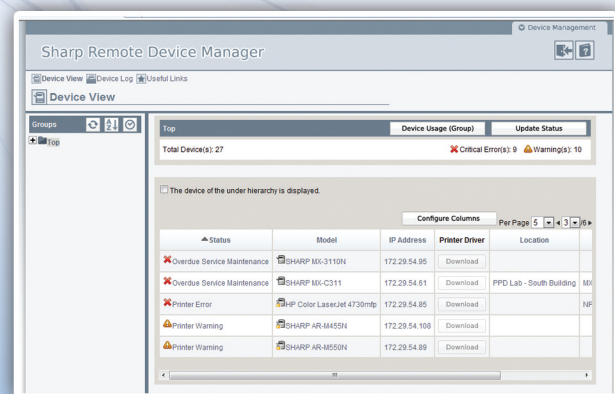 Device Management
Sharp Remote Device Manager
Device View Device Log Useful Links
Device View
Groups
Top
Top Device Usage (Group) Update Status
Total Device(s): 27 Critical Error(s): 9 Warning(s): 10
The device of the under hierarchy is displayed.
Configure Columns Per Page 5 3 /6
Status Model IP Address Printer Driver Location
Overdue Service Maintenance SHARP MX-3110N 172.29.54.95 Download
Overdue Service Maintenance SHARP MX-C311 172.29.54.61 Download PPD Lab - South Building MX
Printer Error HP Color LaserJet 4730mfp 172.29.54.85 Download NF
Printer Warning SHARP AR-M455N 172.29.54.108 Download
Printer Warning SHARP AR-M550N 172.29.54.89 Download